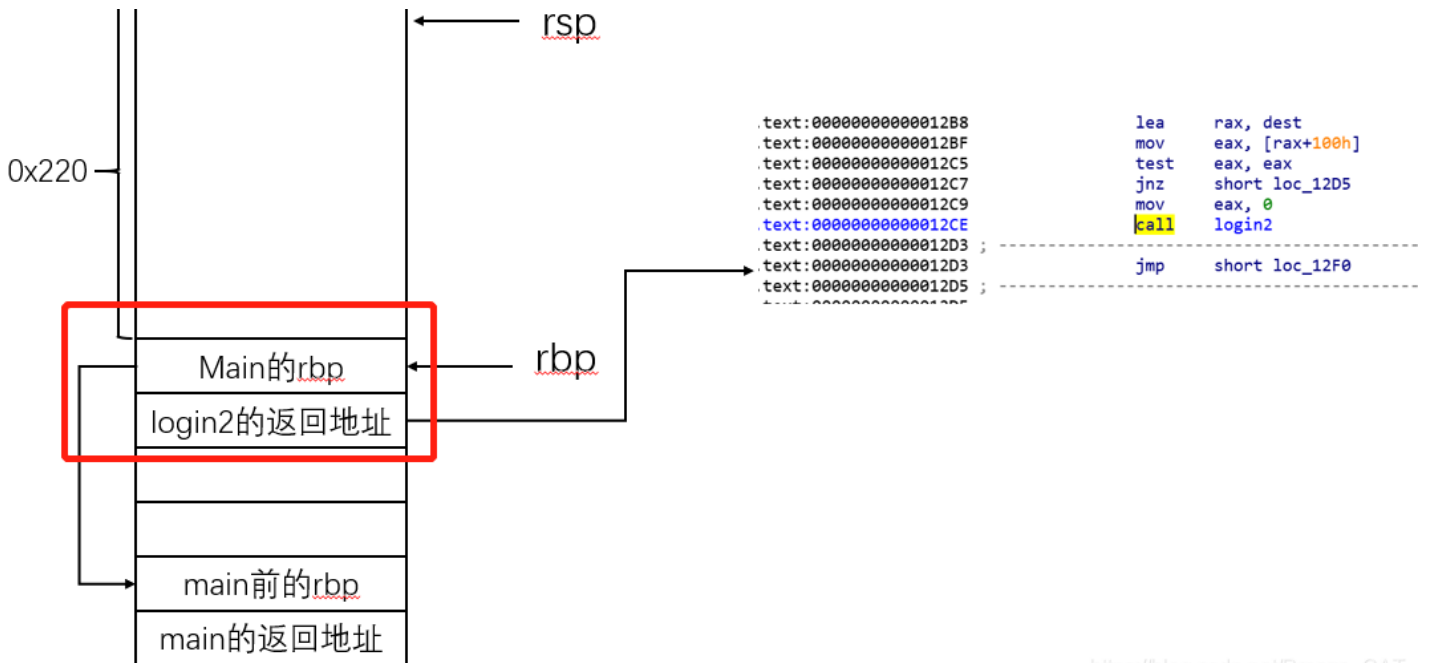 rsp
0x220
.text:00000000000012B8 lea rax, dest
.text:00000000000012BF mov eax, [rax+100h]
.text:00000000000012C5 test eax, eax
.text:00000000000012C7 jnz short loc_12D5
.text:00000000000012C9 mov eax, 0
.text:00000000000012CE call login2
.text:00000000000012D3 ; ---------------------------------------
.text:00000000000012D3 jmp short loc_12F0
.text:00000000000012D5 ; ---------------------------------------
Main的rbp
rbp
login2的返回地址
main前的rbp
main的返回地址